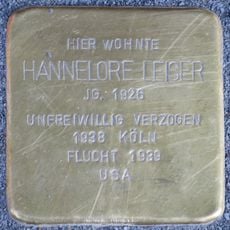 HIER WOHNTE
HANNELORE LEISER
JG. 1926
UNFREIWILLIG VERZOGEN
1938 KÖLN
FLUCHT 1939
USA